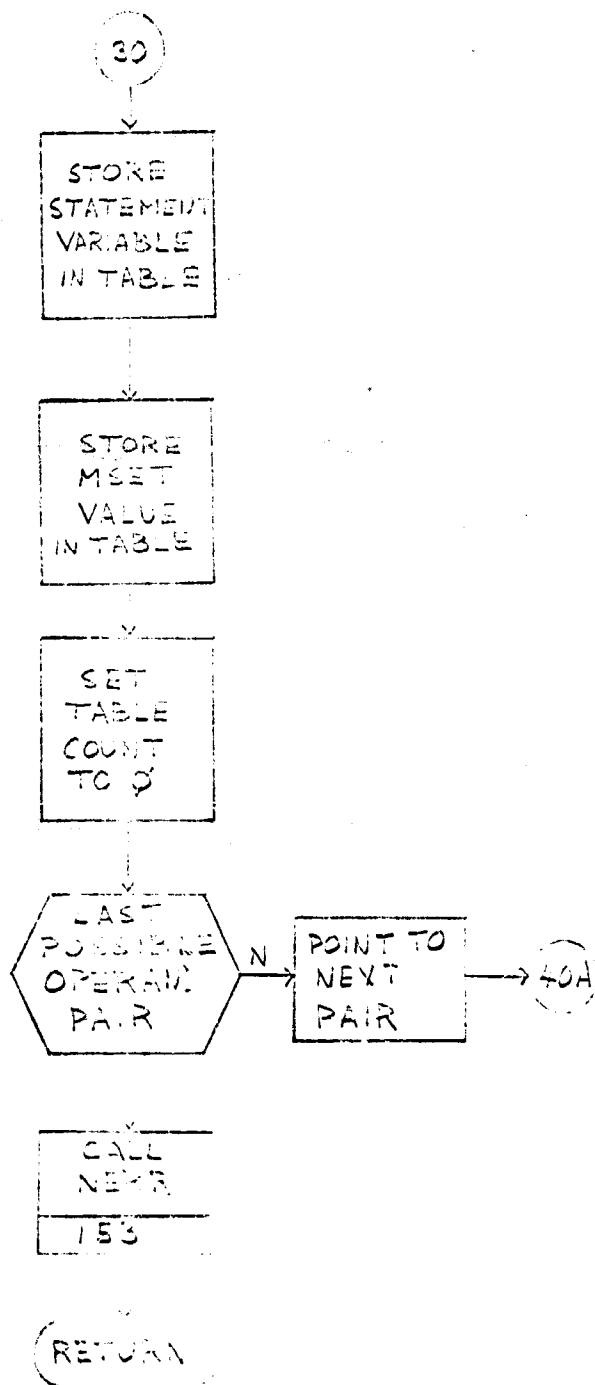 30
STORE
STATEMENT
VARIABLE
IN TABLE
STORE
MSET
VALUE
IN TABLE
SET
TABLE
COUNT
TO Ø
LAST
POSSIBLE
OPERAND
PAIR
N
POINT TO
NEXT
PAIR
40A
CALL
153
RETURN